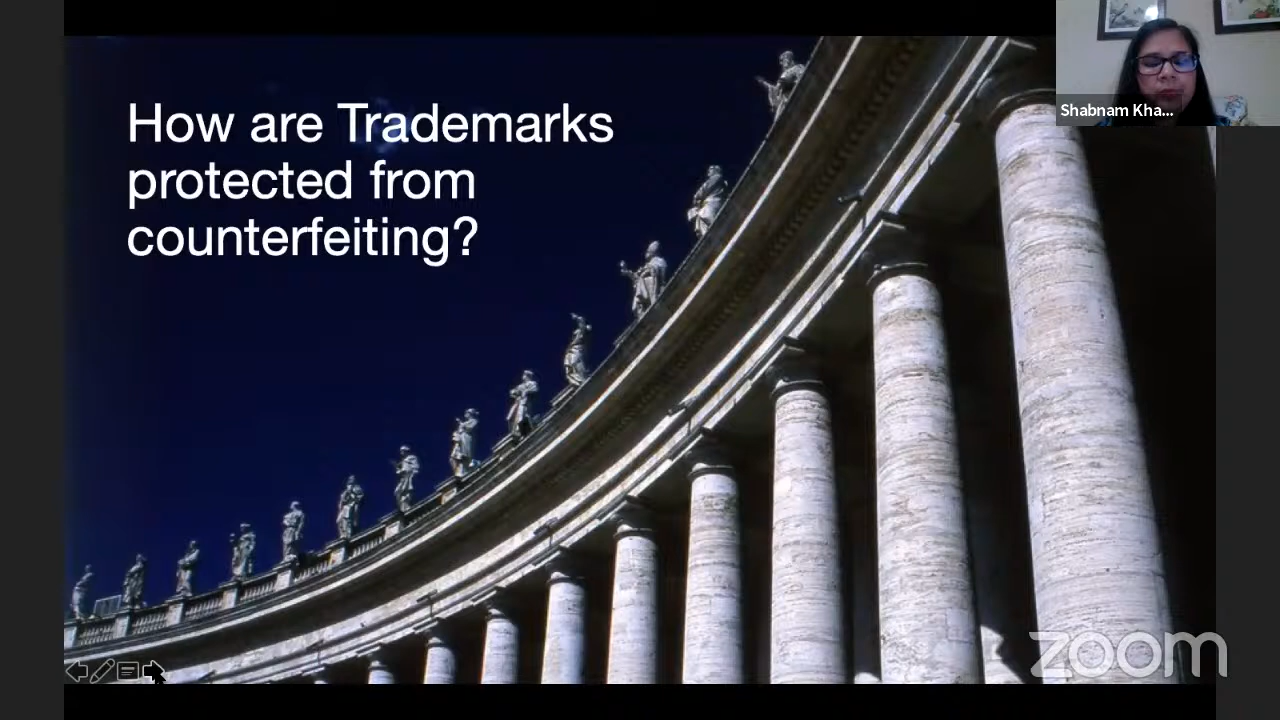 How are Trademarks
protected from
counterfeiting?
Shabnam Kha...
zoom